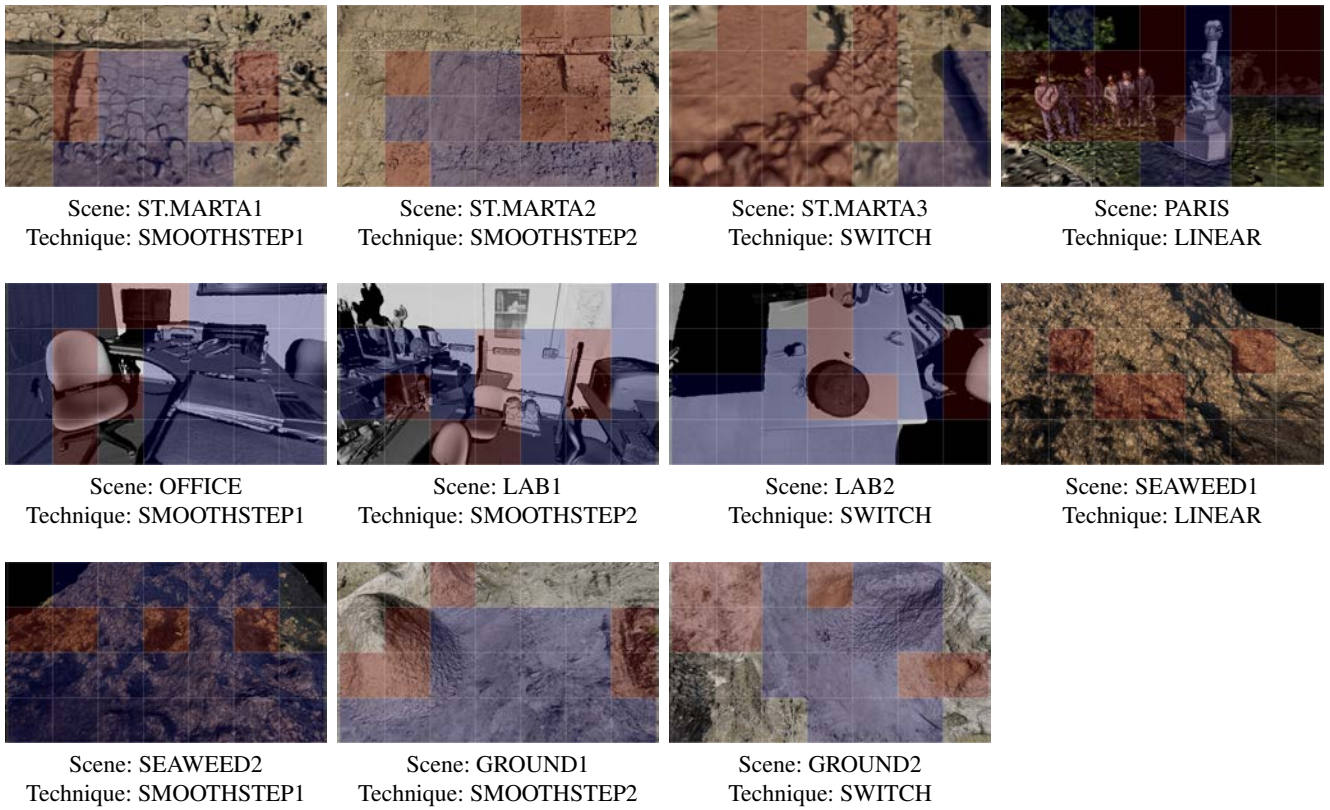 Scene: ST.MARTA1
Technique: SMOOTHSTEP1
Scene: ST.MARTA2
Technique: SMOOTHSTEP2
Scene: ST.MARTA3
Technique: SWITCH
Scene: PARIS
Technique: LINEAR
Scene: OFFICE
Technique: SMOOTHSTEP1
Scene: LAB1
Technique: SMOOTHSTEP2
Scene: LAB2
Technique: SWITCH
Scene: SEAWEED1
Technique: LINEAR
Scene: SEAWEED2
Technique: SMOOTHSTEP1
Scene: GROUND1
Technique: SMOOTHSTEP2
Scene: GROUND2
Technique: SWITCH